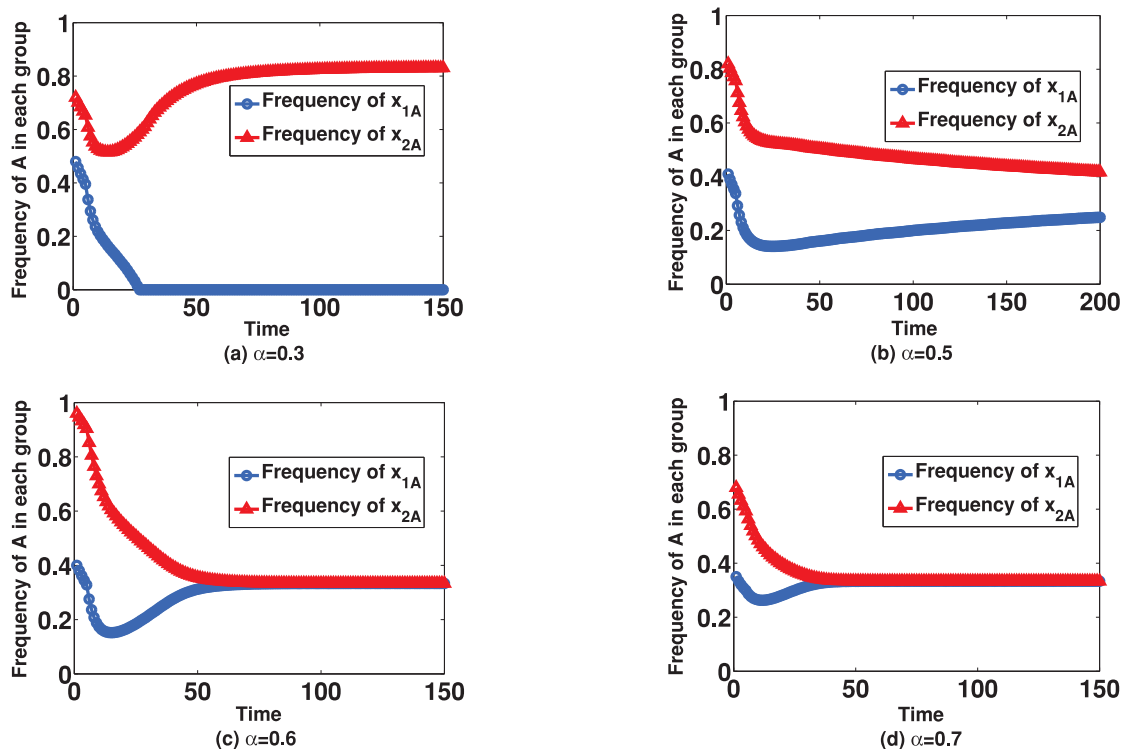 Frequency of A in each group
1
0.8
0.6
0.4
0.2
0
0
50
100
150
Frequency of x1A
Frequency of x2A
Time
(a) α=0.3
Frequency of A in each group
1
0.8
0.6
0.4
0.2
0
0
50
100
150
200
Frequency of x1A
Frequency of x2A
Time
(b) α=0.5
Frequency of A in each group
1
0.8
0.6
0.4
0.2
0
0
50
100
150
Frequency of x1A
Frequency of x2A
Time
(c) α=0.6
Frequency of A in each group
1
0.8
0.6
0.4
0.2
0
0
50
100
150
Frequency of x1A
Frequency of x2A
Time
(d) α=0.7